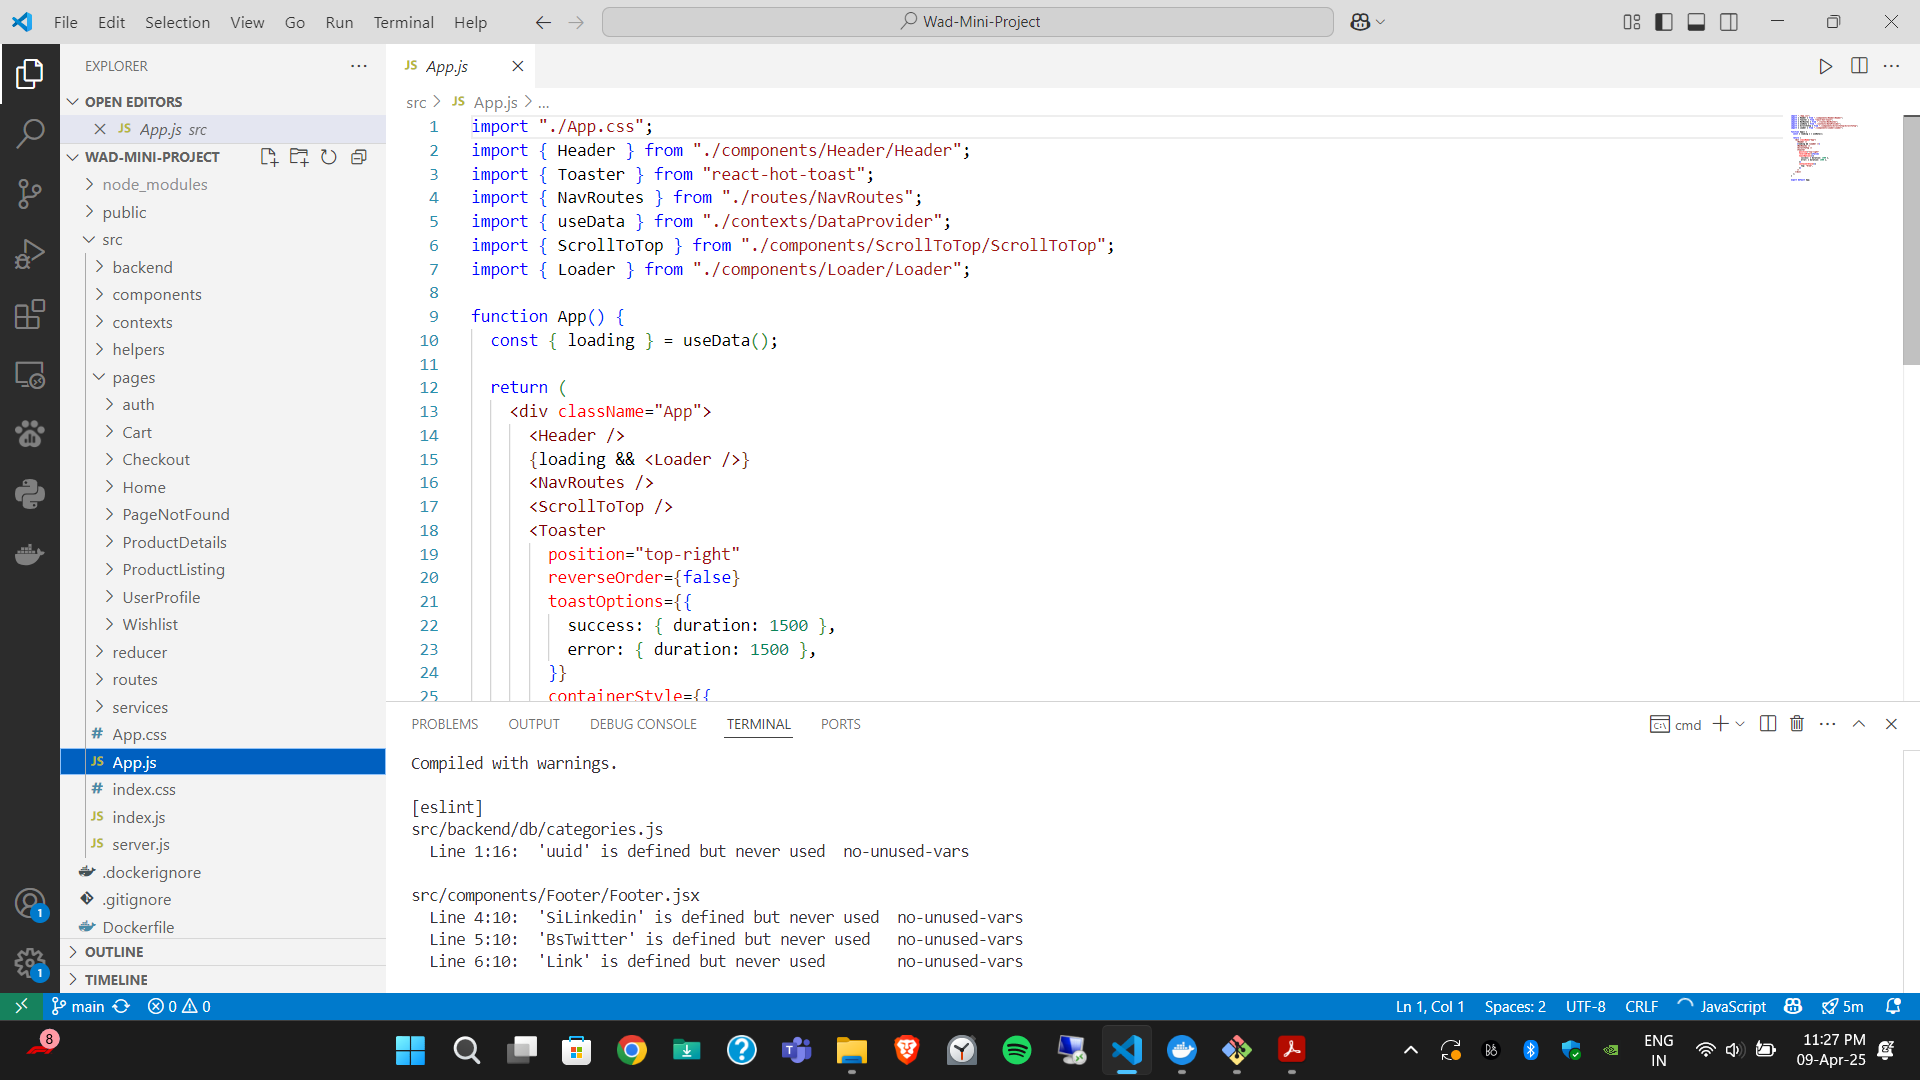 File Edit Selection View Go Run Terminal Help
Wad-Mini-Project
EXPLORER
OPEN EDITORS
JS App.js src
WAD-MINI-PROJECT
node_modules
public
src
backend
components
contexts
helpers
pages
auth
Cart
Checkout
Home
PageNotFound
ProductDetails
ProductListing
UserProfile
Wishlist
reducer
routes
services
# App.css
JS App.js
# index.css
JS index.js
JS server.js
.dockerignore
.gitignore
Dockerfile
OUTLINE
TIMELINE
1
1
JS App.js
src > JS App.js > ...
1 import "./App.css";
2 import { Header } from "./components/Header/Header";
3 import { Toaster } from "react-hot-toast";
4 import { NavRoutes } from "./routes/NavRoutes";
5 import { useData } from "./contexts/DataProvider";
6 import { ScrollToTop } from "./components/ScrollToTop/ScrollToTop";
7 import { Loader } from "./components/Loader/Loader";
8
9 function App() {
10 const { loading } = useData();
11
12 return (
13 <div className="App">
14 <Header />
15 {loading && <Loader />}
16 <NavRoutes />
17 <ScrollToTop />
18 <Toaster
19 position="top-right"
20 reverseOrder={false}
21 toastOptions={{
22 success: { duration: 1500 },
23 error: { duration: 1500 },
24 }}
25 containerStyle={{
PROBLEMS OUTPUT DEBUG CONSOLE TERMINAL PORTS
cmd
Compiled with warnings.
[eslint]
src/backend/db/categories.js
Line 1:16: 'uuid' is defined but never used no-unused-vars
src/components/Footer/Footer.jsx
Line 4:10: 'SiLinkedin' is defined but never used no-unused-vars
Line 5:10: 'BsTwitter' is defined but never used no-unused-vars
Line 6:10: 'Link' is defined but never used no-unused-vars
main 0 0 Ln 1, Col 1 Spaces: 2 UTF-8 CRLF JavaScript 5m
8
ENG
IN
11:27 PM
09-Apr-25